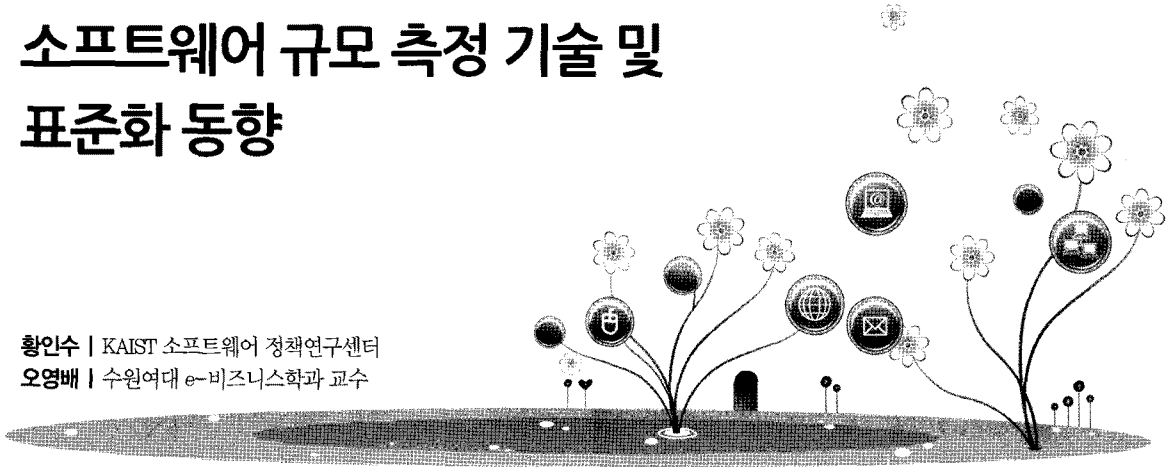 소프트웨어 규모 측정 기술 및
표준화 동향
황인수 | KAIST 소프트웨어 정책연구센터
오영배 | 수원여대 e-비즈니스학과 교수